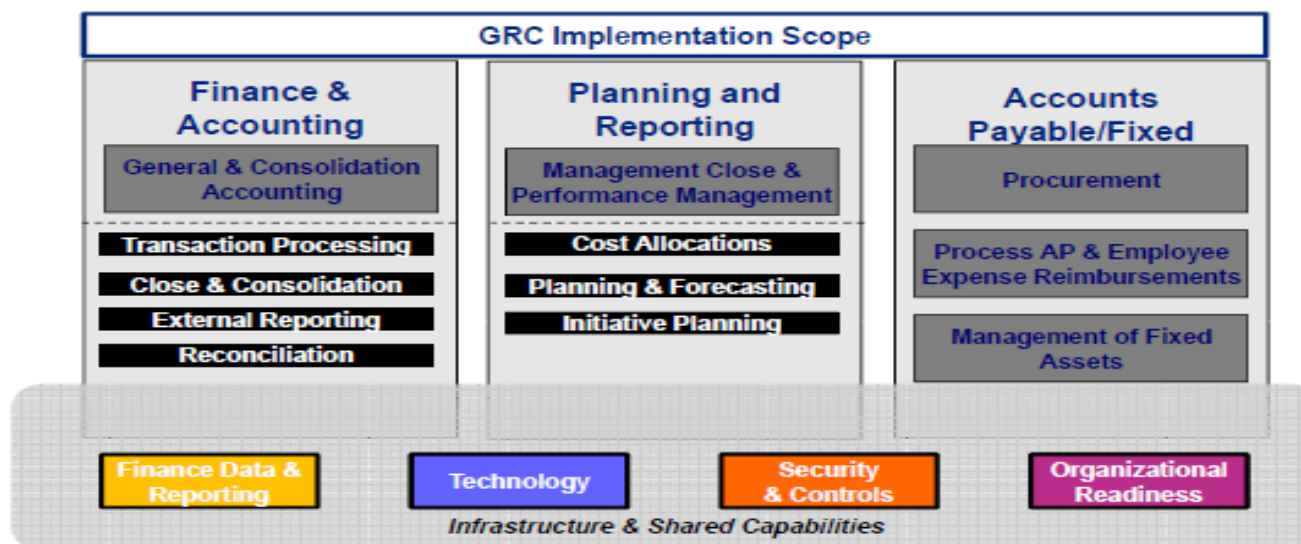 GRC Implementation Scope
Finance &
Accounting
General & Consolidation
Accounting
Transaction Processing
Close & Consolidation
External Reporting
Reconciliation
Planning and
Reporting
Management Close &
Performance Management
Cost Allocations
Planning & Forecasting
Initiative Planning
Accounts
Payable/Fixed
Procurement
Process AP & Employee
Expense Reimbursements
Management of Fixed
Assets
Finance Data &
Reporting
Technology
Security
& Controls
Organizational
Readiness
Infrastructure & Shared Capabilities